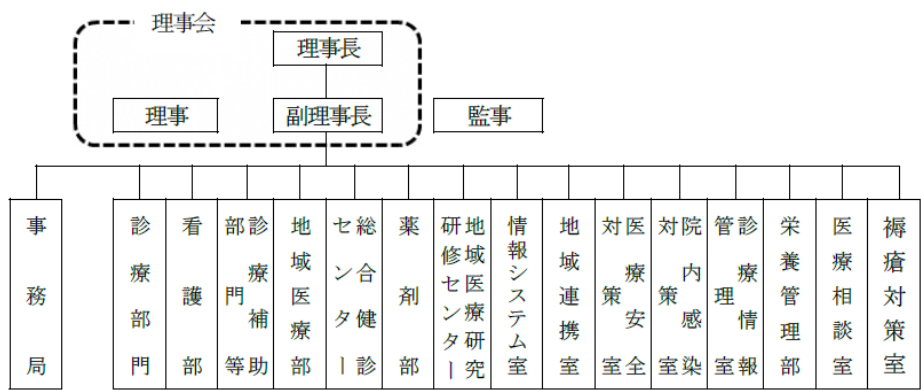 理事会
理事長
理事
副理事長
監事
事務局
診療部門
看護部
診療補助
部門等
地域医療部
総合健診
センター
薬剤部
地域医療研究
研修センター
情報システム室
地域連携室
医療安全
対策室
院内感染
対策室
診療情報
管理室
栄養管理部
医療相談室
褥瘡対策室